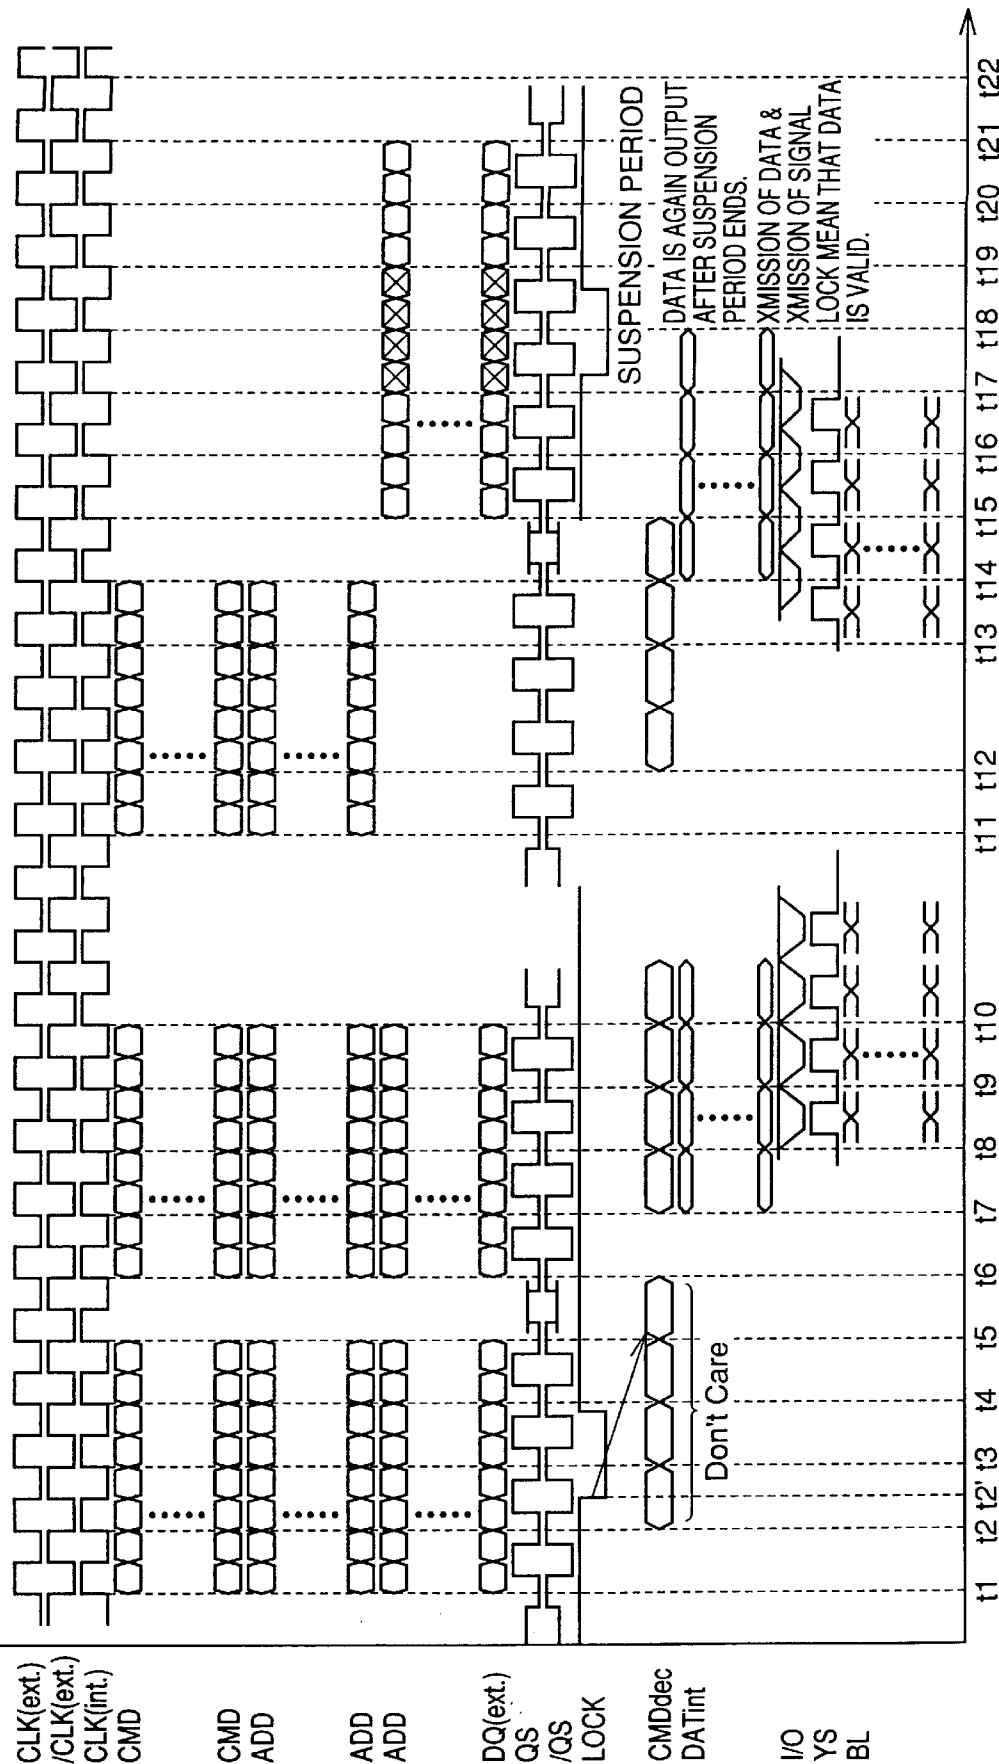 CLK(ext.)
/CLK(ext.)
CLK(int.)
CMD
CMD
ADD
ADD
ADD
DQ(ext.)
QS
/QS
LOCK
CMDdec
DATint
I/O
YS
BL
Don't Care
SUSPENSION PERIOD
DATA IS AGAIN OUTPUT
AFTER SUSPENSION
PERIOD ENDS.
XMISSION OF DATA &
XMISSION OF SIGNAL
LOCK MEAN THAT DATA
IS VALID.
t1 t2 t2' t3 t4 t5 t6 t7 t8 t9 t10 t11 t12 t13 t14 t15 t16 t17 t18 t19 t20 t21 t22